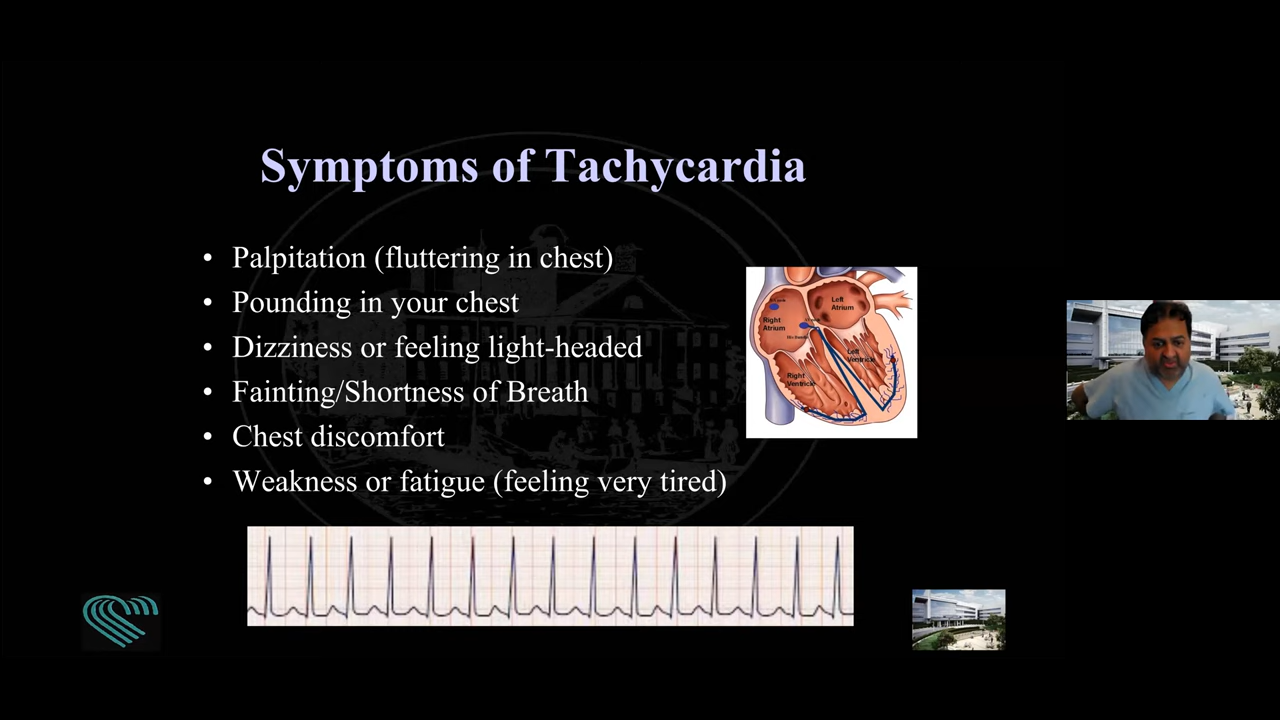 Symptoms of Tachycardia
• Palpitation (fluttering in chest)
• Pounding in your chest
• Dizziness or feeling light-headed
• Fainting/Shortness of Breath
• Chest discomfort
• Weakness or fatigue (feeling very tired)
Left
Atrium
Right
Atrium
Left
Ventricle
Right
Ventricle